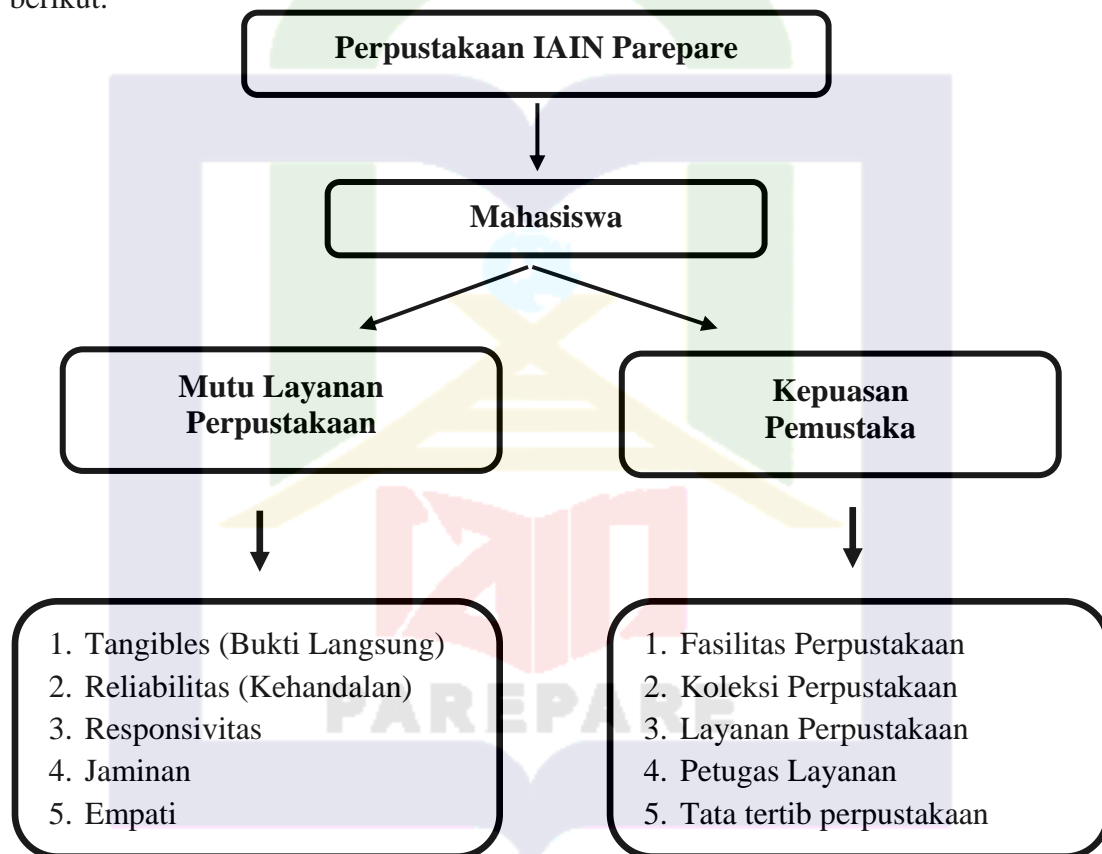 berikut:
Perpustakaan IAIN Parepare
Mahasiswa
Mutu Layanan
Perpustakaan
Kepuasan
Pemustaka
1. Tangibles (Bukti Langsung)
2. Reliabilitas (Kehandalan)
3. Responsivitas
4. Jaminan
5. Empati
1. Fasilitas Perpustakaan
2. Koleksi Perpustakaan
3. Layanan Perpustakaan
4. Petugas Layanan
5. Tata tertib perpustakaan
PAREPARE